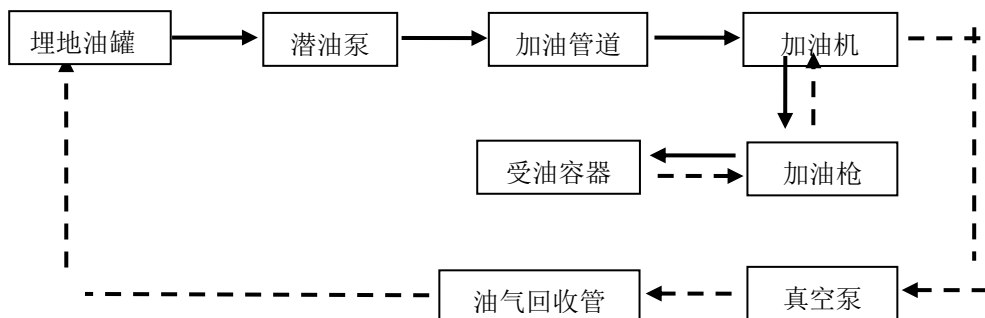 埋地油罐
潜油泵
加油管道
加油机
受油容器
加油枪
油气回收管
真空泵